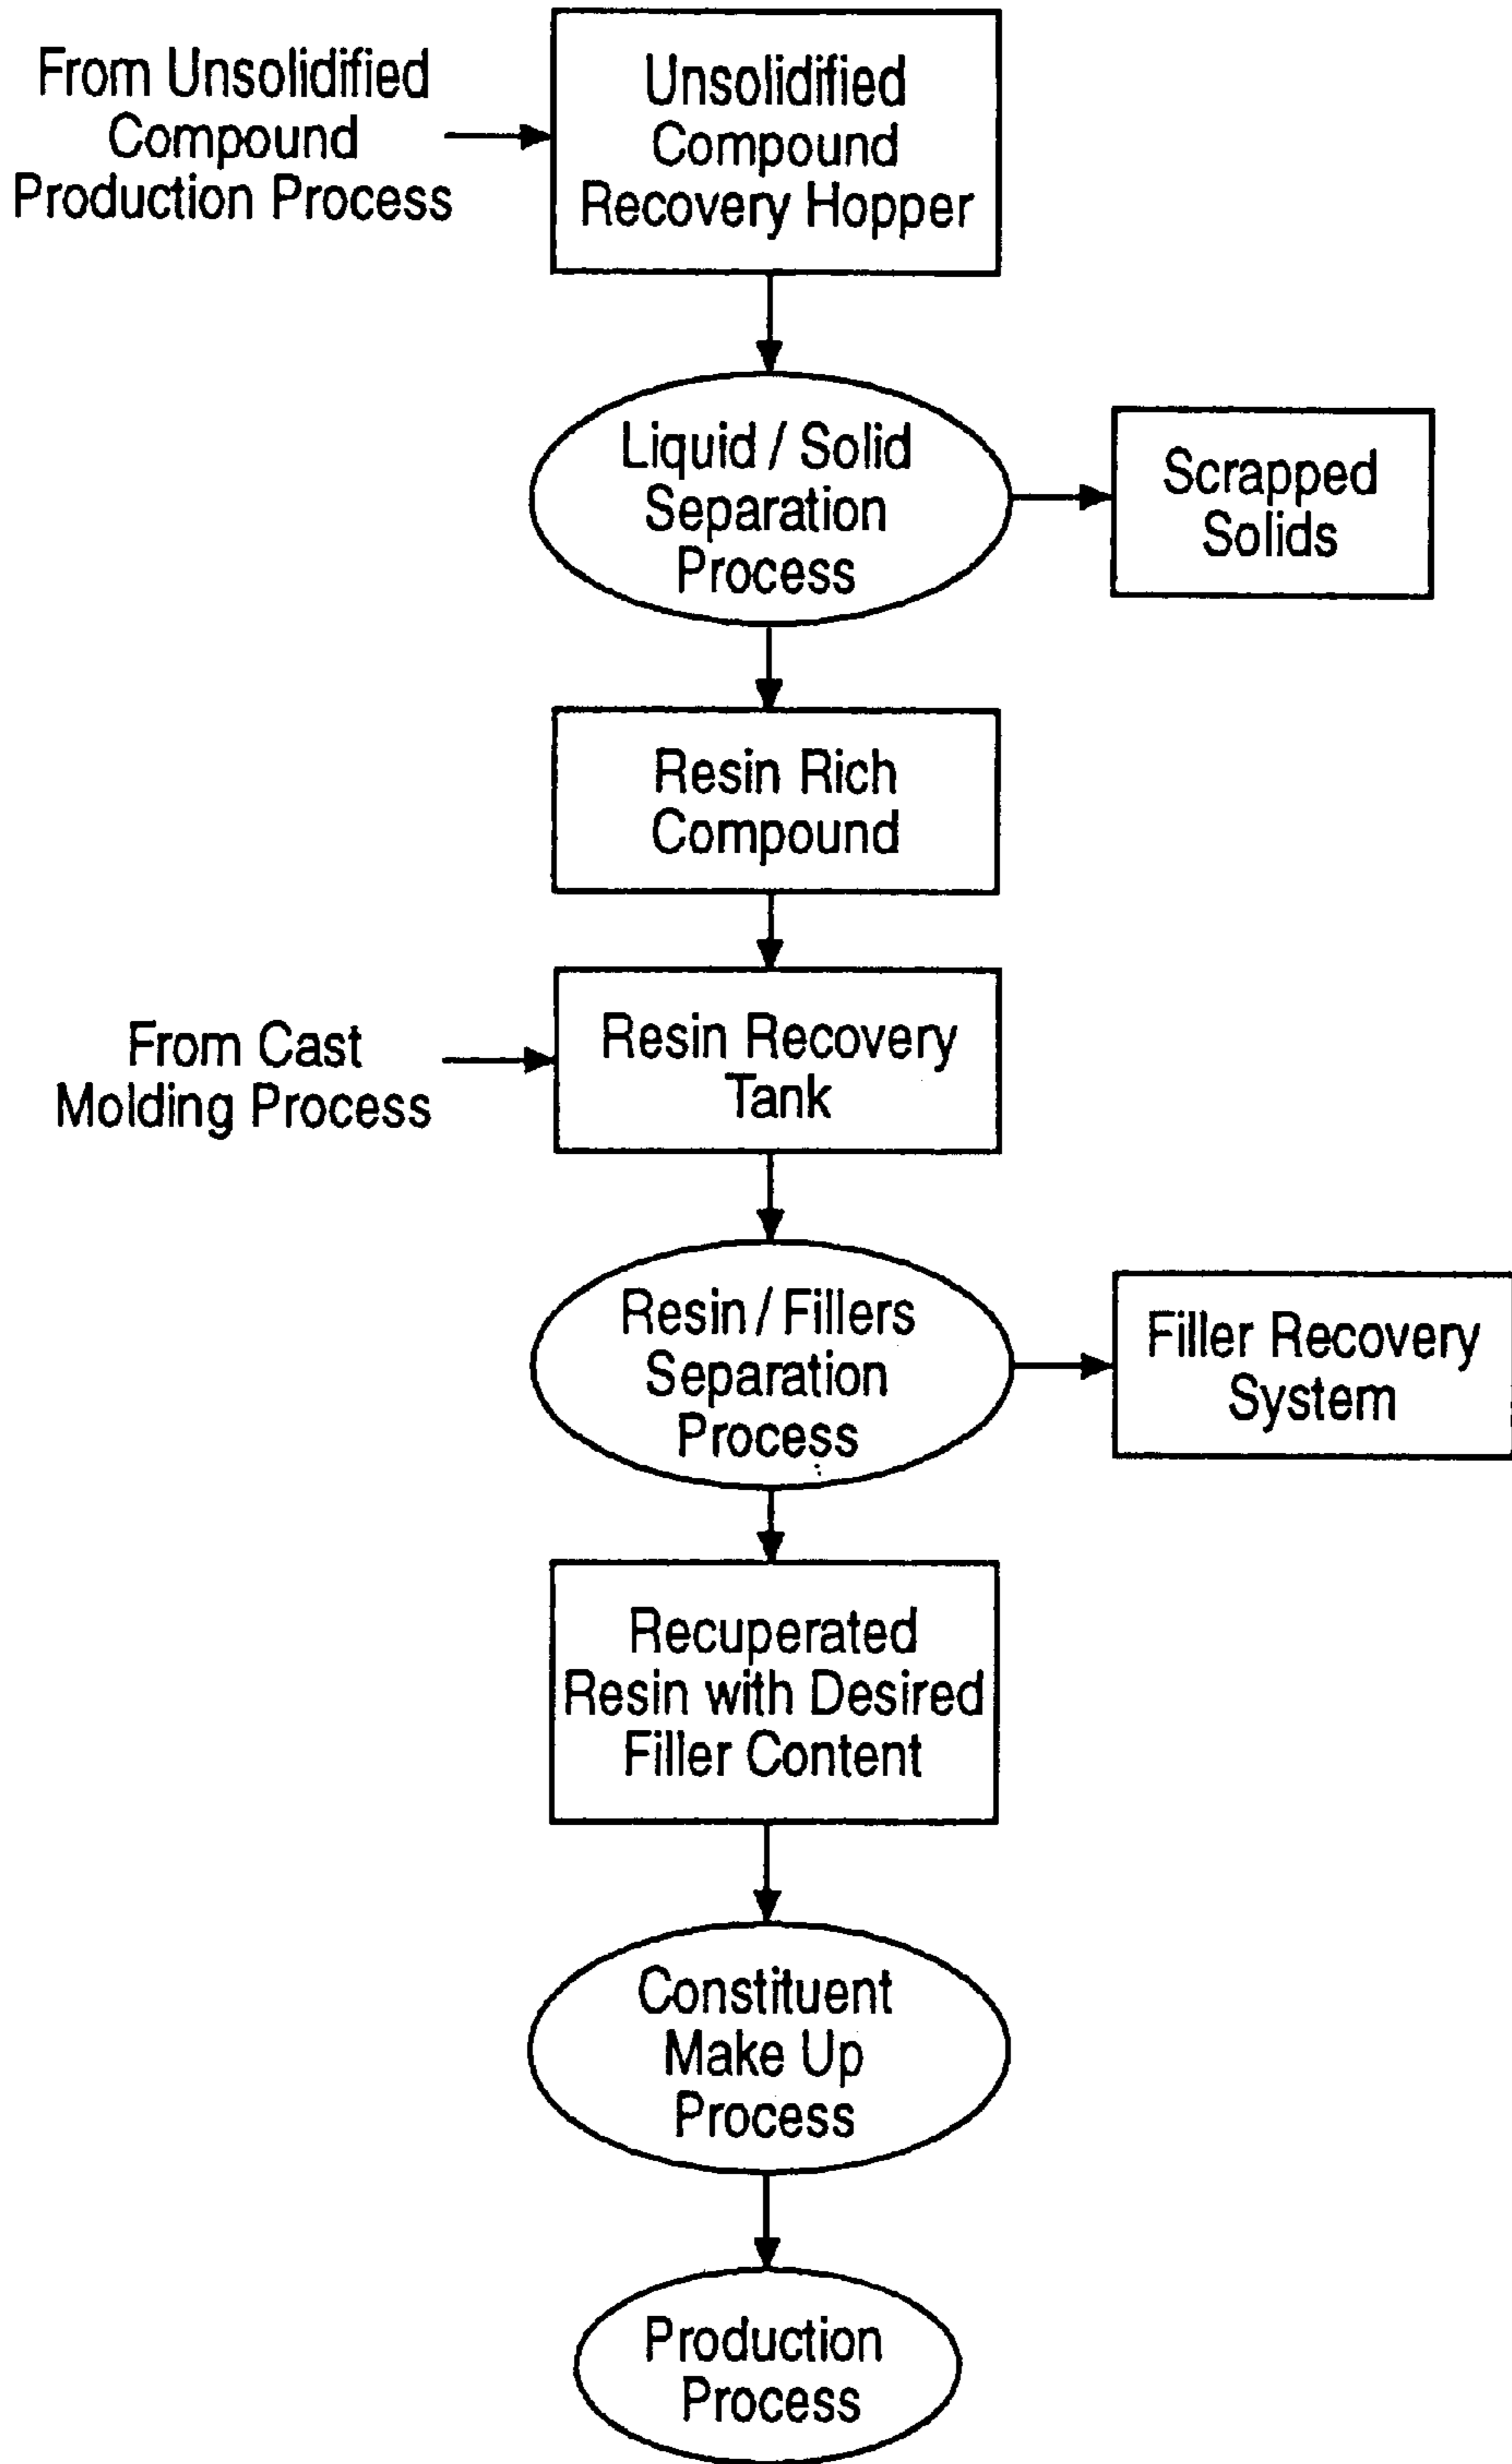 From Unsolidified
Compound
Production Process
Unsolidified
Compound
Recovery Hopper
Liquid / Solid
Separation
Process
Scrapped
Solids
Resin Rich
Compound
From Cast
Molding Process
Resin Recovery
Tank
Resin / Fillers
Separation
Process
Filler Recovery
System
Recuperated
Resin with Desired
Filler Content
Constituent
Make Up
Process
Production
Process